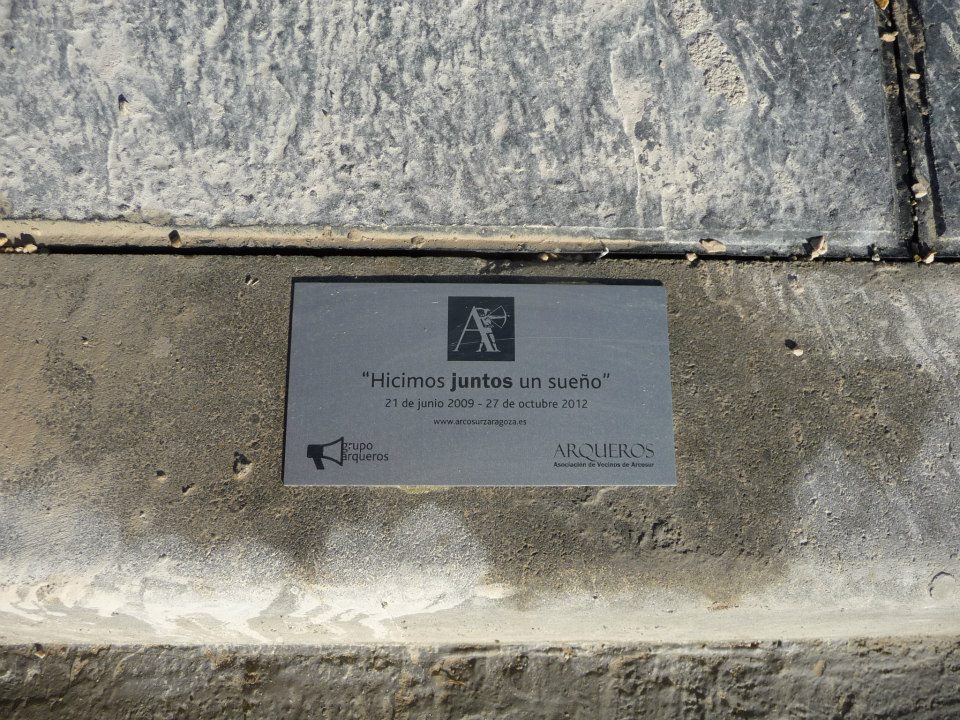 A
“Hicimos juntos un sueño”
21 de junio 2009 - 27 de octubre 2012
www.arcosurzaragoza.es
grupo
arqueros
ARQUEROS
Asociación de Vecinos de Arcosur